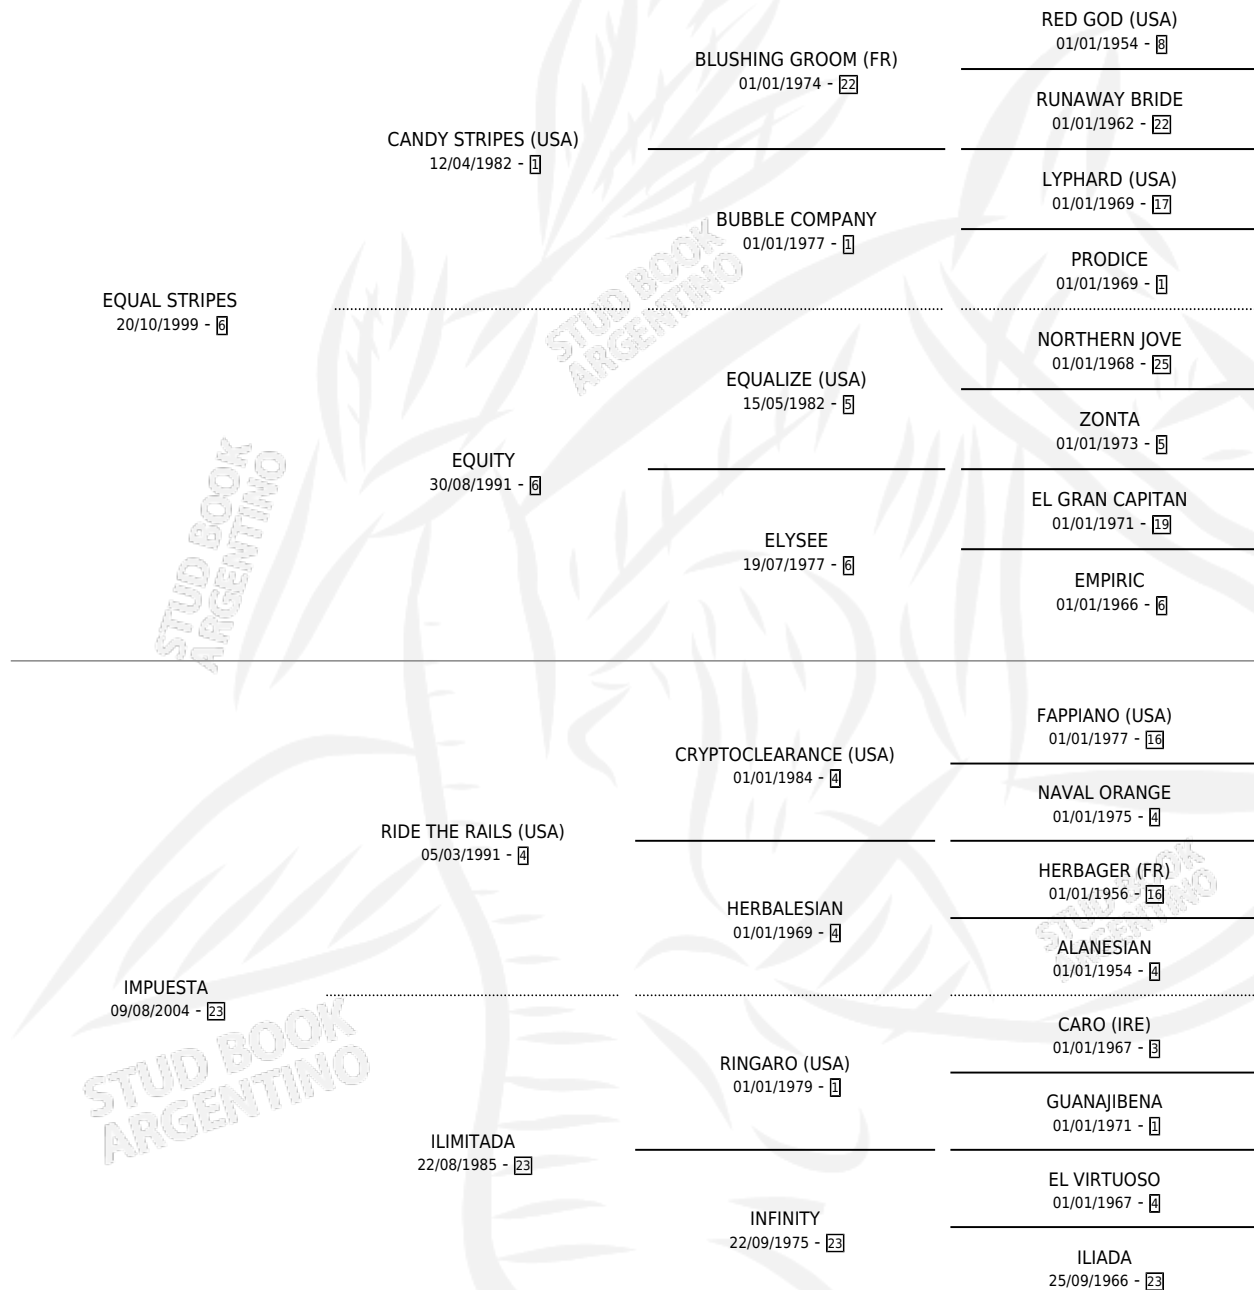 RED GOD (USA)
01/01/1954 - 8
BLUSHING GROOM (FR)
01/01/1974 - 22
RUNAWAY BRIDE
01/01/1962 - 22
CANDY STRIPES (USA)
12/04/1982 - 1
LYPHARD (USA)
01/01/1969 - 17
BUBBLE COMPANY
01/01/1977 - 1
PRODICE
01/01/1969 - 1
EQUAL STRIPES
20/10/1999 - 6
NORTHERN JOVE
01/01/1968 - 25
EQUALIZE (USA)
15/05/1982 - 5
ZONTA
01/01/1973 - 5
EQUITY
30/08/1991 - 6
EL GRAN CAPITAN
01/01/1971 - 19
ELYSEE
19/07/1977 - 6
EMPIRIC
01/01/1966 - 6
FAPPIANO (USA)
01/01/1977 - 16
CRYPTOCLEARANCE (USA)
01/01/1984 - 4
NAVAL ORANGE
01/01/1975 - 4
RIDE THE RAILS (USA)
05/03/1991 - 4
HERBAGER (FR)
01/01/1956 - 16
HERBALESIAN
01/01/1969 - 4
ALANESIAN
01/01/1954 - 4
IMPUESTA
09/08/2004 - 23
CARO (IRE)
01/01/1967 - 3
RINGARO (USA)
01/01/1979 - 1
GUANAJIBENA
01/01/1971 - 1
ILIMITADA
22/08/1985 - 23
EL VIRTUOSO
01/01/1967 - 4
INFINITY
22/09/1975 - 23
ILIADA
25/09/1966 - 23
STUD BOOK
ARGENTINO
STUD BOOK
ARGENTINO
STUD BOOK
ARGENTINO
STUD BOOK
ARGENTINO